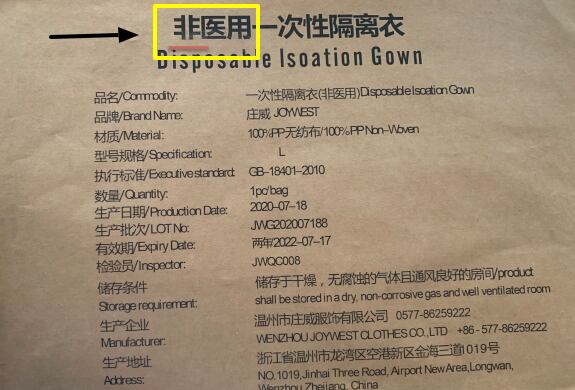 非医用一次性隔离衣
Disposable Isoation Gown
品名/Commodity: 一次性隔离衣(非医用)Disposable Isoation Gown
品牌/Brand Name: 庄威 JOYWEST
材质/Material: 100%PP无纺布/100%PP Non-Woven
型号规格/Specification: L
执行标准/Executive standard: GB-18401-2010
数量/Quantity: 1pc/bag
生产日期/Production Date: 2020-07-18
生产批次/LOT No: JWG202007188
有效期/Expiry Date: 两年2022-07-17
检验员/Inspector: JWQC008
储存条件 储存于干燥，无腐蚀的气体且通风良好的房间/product
Storage requirement: shall be stored in a dry, non-corrosive gas and well ventilated room
生产企业 温州市庄威服饰有限公司 0577-86259222
Manufacturer: WENZHOU JOYWEST CLOTHES CO.,LTD +86-577-86259222
生产地址 浙江省温州市龙湾区空港新区金海三道019号
Address: NO.1019,Jinhai Three Road, Airport New Area,Longwan,
Wenzhou Zhejiang, China